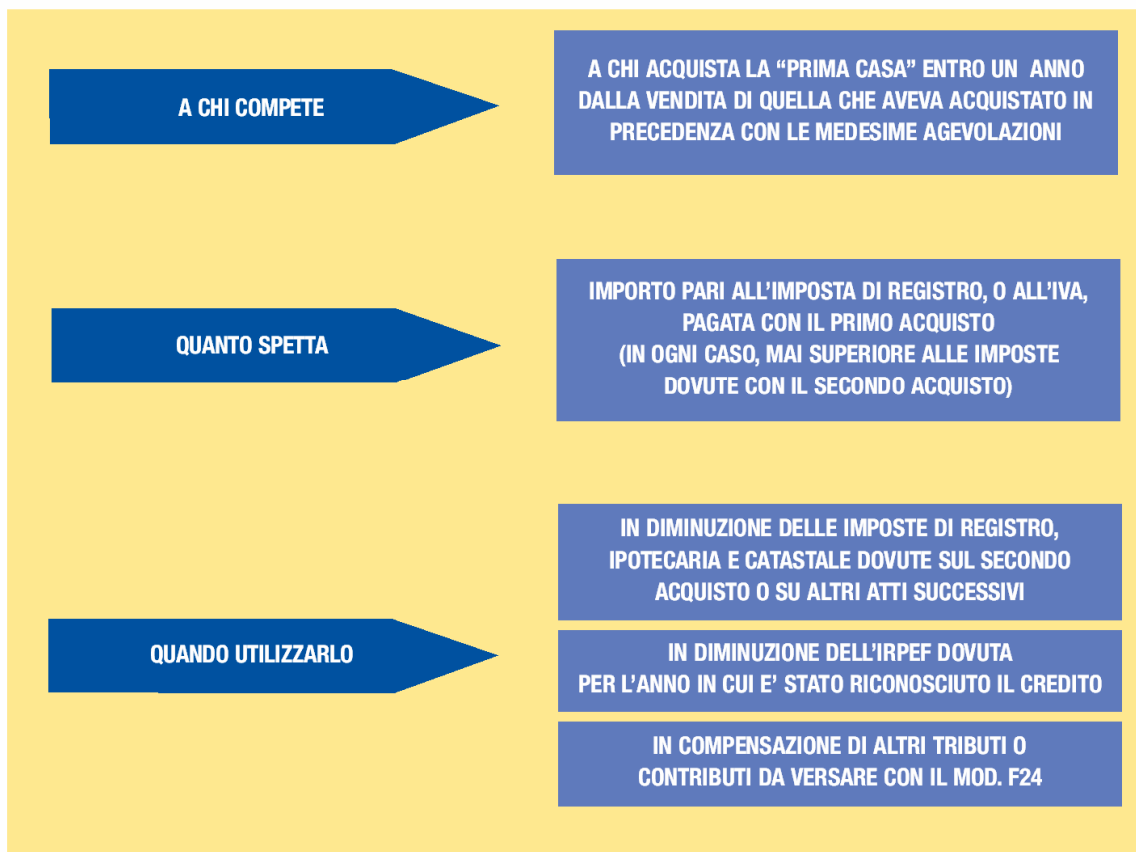 A CHI COMPETE
A CHI ACQUISTA LA “PRIMA CASA” ENTRO UN ANNO
DALLA VENDITA DI QUELLA CHE AVEVA ACQUISTATO IN
PRECEDENZA CON LE MEDESIME AGEVOLAZIONI
QUANTO SPETTA
IMPORTO PARI ALL’IMPOSTA DI REGISTRO, O ALL’IVA,
PAGATA CON IL PRIMO ACQUISTO
(IN OGNI CASO, MAI SUPERIORE ALLE IMPOSTE
DOVUTE CON IL SECONDO ACQUISTO)
QUANDO UTILIZZARLO
IN DIMINUZIONE DELLE IMPOSTE DI REGISTRO,
IPOTECARIA E CATASTALE DOVUTE SUL SECONDO
ACQUISTO O SU ALTRI ATTI SUCCESSIVI
IN DIMINUZIONE DELL’IRPEF DOVUTA
PER L’ANNO IN CUI E’ STATO RICONOSCIUTO IL CREDITO
IN COMPENSAZIONE DI ALTRI TRIBUTI O
CONTRIBUTI DA VERSARE CON IL MOD. F24